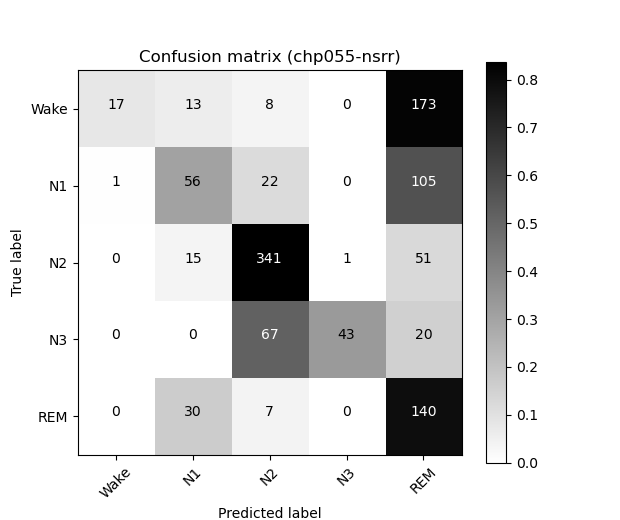 Confusion matrix (chp055-nsrr)
True label
Wake 17 13 8 0 173
N1 1 56 22 0 105
N2 0 15 341 1 51
N3 0 0 67 43 20
REM 0 30 7 0 140
Wake N1 N2 N3 REM
Predicted label
0.8
0.7
0.6
0.5
0.4
0.3
0.2
0.1
0.0